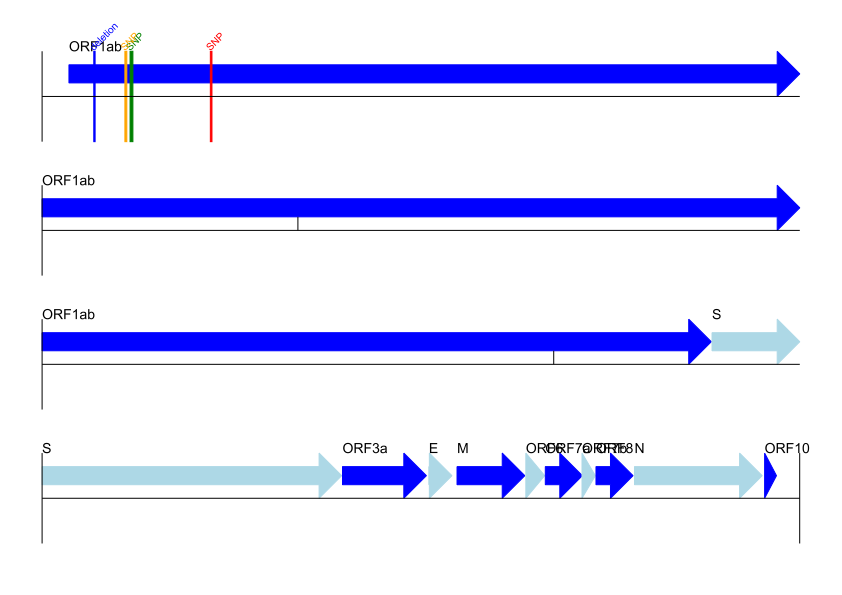 ORF1ab
deletion
SNP
SNP
SNP
ORF1ab
ORF1ab S
S ORF3a E M ORF6 ORF7a ORF7b ORF8 N ORF10